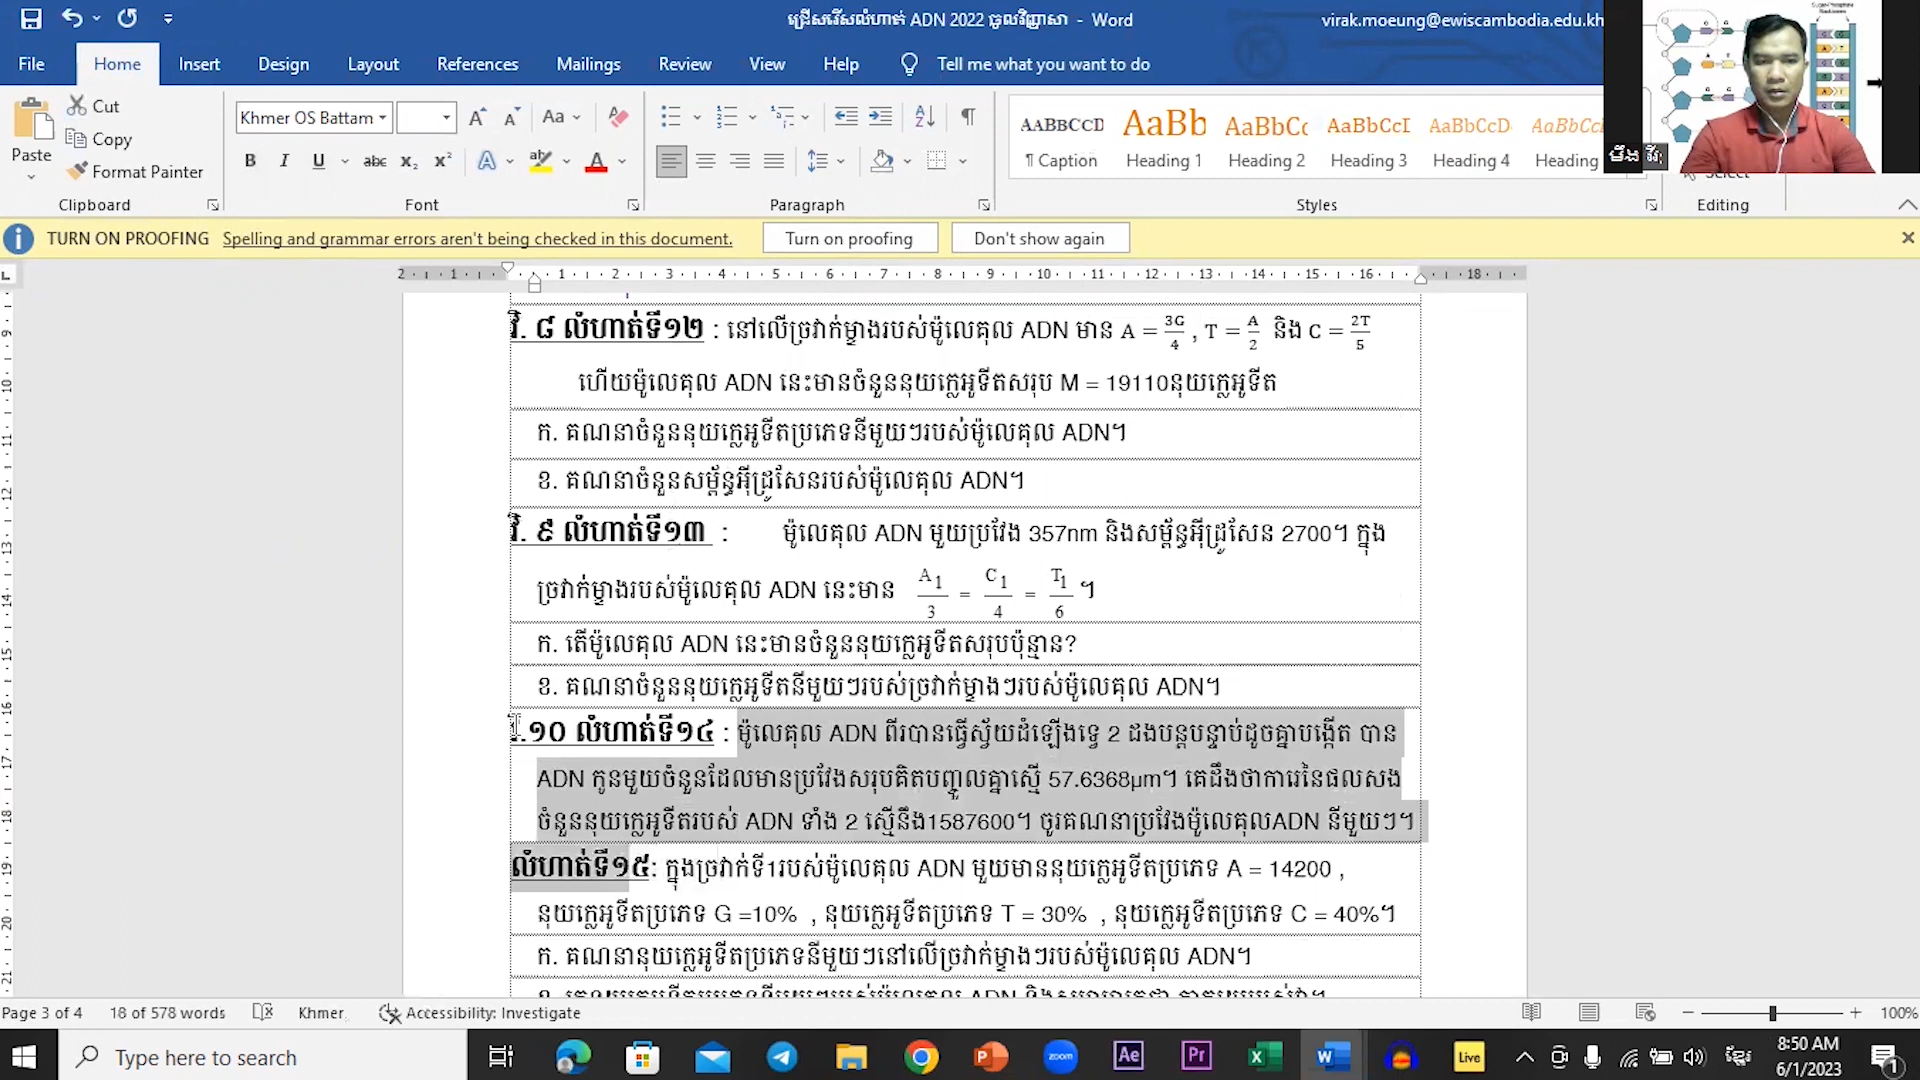 ជ្រើសរើសលំហាត់ ADN 2022 ចូលវិញ្ញាសា - Word
virak.moeung@ewiscambodia.edu.kh
File Home Insert Design Layout References Mailings Review View Help Tell me what you want to do
Paste
Cut
Copy
Format Painter
Clipboard
Khmer OS Battam
Font
Paragraph
AABBCCD AaBb AaBbCc AaBbCcI AaBbCcD AaBbCc
¶ Caption Heading 1 Heading 2 Heading 3 Heading 4 Heading
Styles
Select
Editing
TURN ON PROOFING Spelling and grammar errors aren't being checked in this document. Turn on proofing Don't show again
វិ. ៨ លំហាត់ទី១២ : នៅលើច្រវាក់ម្ខាងរបស់ម៉ូលេគុល ADN មាន A = 3G/4 , T = A/2 និង C = 2T/5
ហើយម៉ូលេគុល ADN នេះមានចំនួននុយក្លេអូទីតសរុប M = 19110នុយក្លេអូទីត
ក. គណនាចំនួននុយក្លេអូទីតប្រភេទនីមួយៗរបស់ម៉ូលេគុល ADN។
ខ. គណនាចំនួនសម្ព័ន្ធអ៊ីដ្រូសែនរបស់ម៉ូលេគុល ADN។
វិ. ៩ លំហាត់ទី១៣ : ម៉ូលេគុល ADN មួយប្រវែង 357nm និងសម្ព័ន្ធអ៊ីដ្រូសែន 2700។ ក្នុង
ច្រវាក់ម្ខាងរបស់ម៉ូលេគុល ADN នេះមាន A1/3 = C1/4 = T1/6 ។
ក. តើម៉ូលេគុល ADN នេះមានចំនួននុយក្លេអូទីតសរុបប៉ុន្មាន?
ខ. គណនាចំនួននុយក្លេអូទីតនីមួយៗរបស់ច្រវាក់ម្ខាងៗរបស់ម៉ូលេគុល ADN។
វិ.១០ លំហាត់ទី១៤ : ម៉ូលេគុល ADN ពីរបានធ្វើស្វ័យដំឡើងទ្វេ 2 ដងបន្តបន្ទាប់ដូចគ្នាបង្កើត បាន
ADN កូនមួយចំនួនដែលមានប្រវែងសរុបគិតបញ្ចូលគ្នាស្មើ 57.6368µm។ គេដឹងថាការេនៃផលសង
ចំនួននុយក្លេអូទីតរបស់ ADN ទាំង 2 ស្មើនឹង1587600។ ចូរគណនាប្រវែងម៉ូលេគុលADN នីមួយៗ។
លំហាត់ទី១៥: ក្នុងច្រវាក់ទី1របស់ម៉ូលេគុល ADN មួយមាននុយក្លេអូទីតប្រភេទ A = 14200 ,
នុយក្លេអូទីតប្រភេទ G =10% , នុយក្លេអូទីតប្រភេទ T = 30% , នុយក្លេអូទីតប្រភេទ C = 40%។
ក. គណនានុយក្លេអូទីតប្រភេទនីមួយៗនៅលើច្រវាក់ម្ខាងៗរបស់ម៉ូលេគុល ADN។
Page 3 of 4 18 of 578 words Khmer Accessibility: Investigate 100%
Type here to search
8:50 AM
6/1/2023